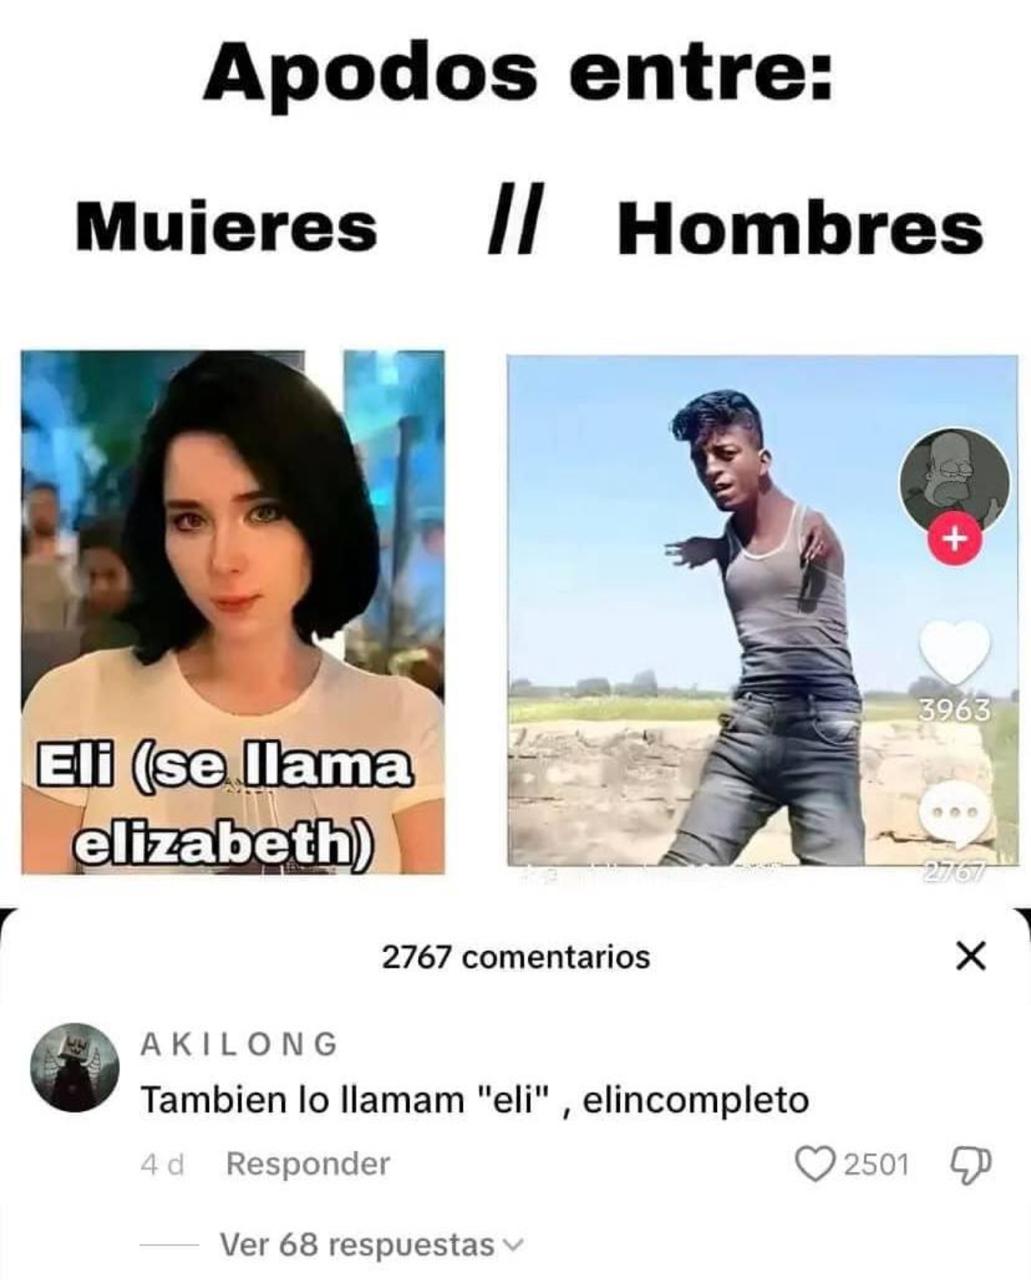 Apodos entre:
Mujeres // Hombres
Eli (se llama
elizabeth)
3963
2767
2767 comentarios
AKILONG
Tambien lo llamam "eli" , elincompleto
4 d Responder 2501
Ver 68 respuestas